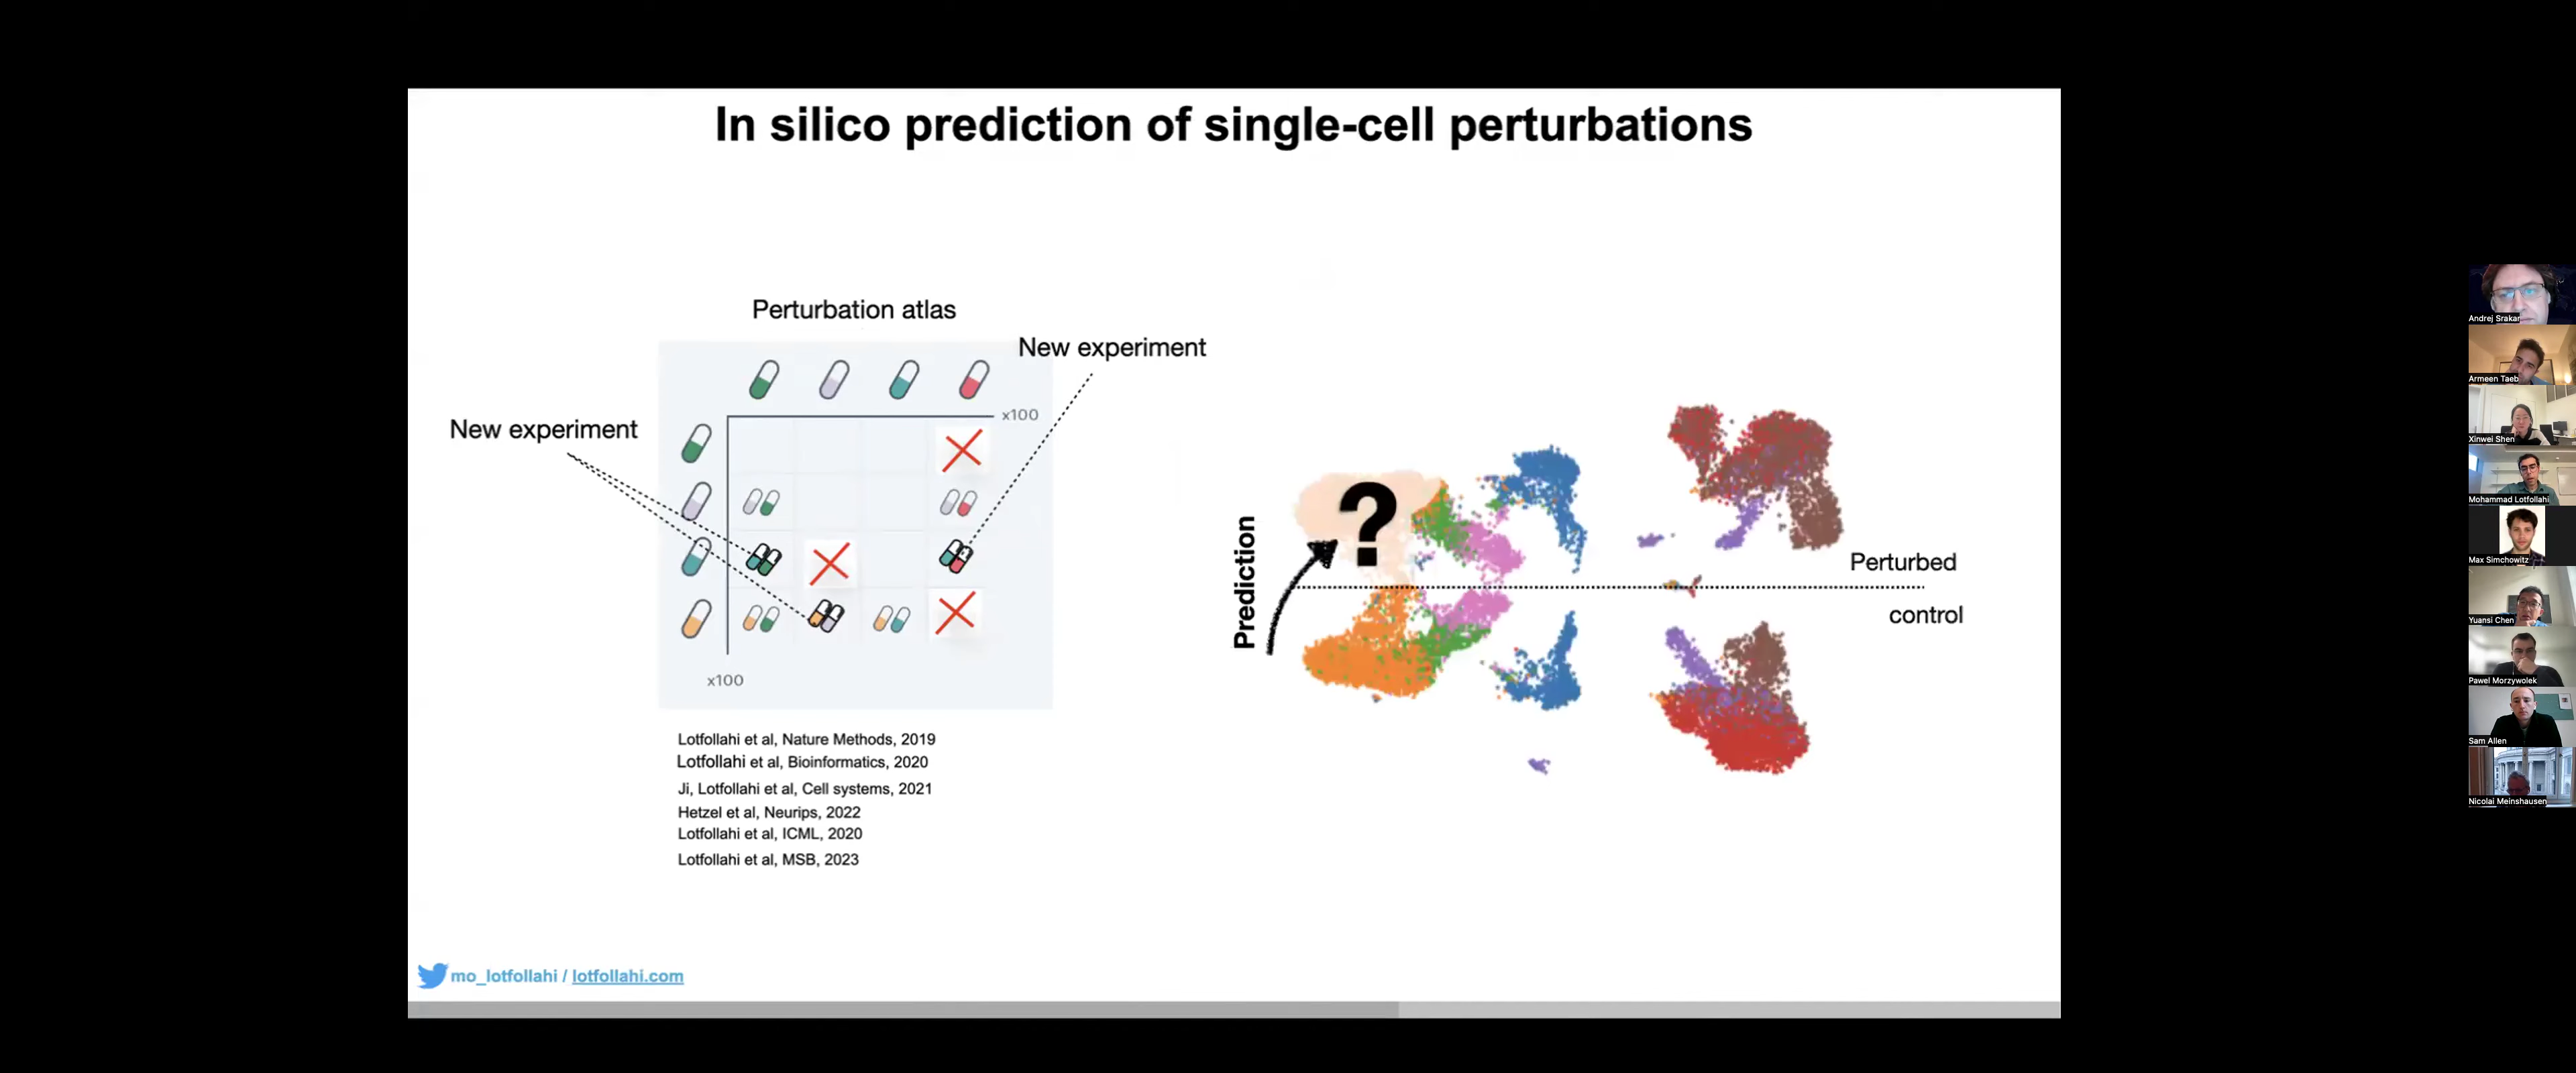 In silico prediction of single-cell perturbations
Perturbation atlas
New experiment
x100
New experiment
x100
Lotfollahi et al, Nature Methods, 2019
Lotfollahi et al, Bioinformatics, 2020
Ji, Lotfollahi et al, Cell systems, 2021
Hetzel et al, Neurips, 2022
Lotfollahi et al, ICML, 2020
Lotfollahi et al, MSB, 2023
Prediction
?
Perturbed
control
mo_lotfollahi / lotfollahi.com
Andrej Srakar
Armeen Taeb
Xinwei Shen
Mohammad Lotfollahi
Max Simchowitz
Yuansi Chen
Pawel Morzywolek
Sam Allen
Nicolai Meinshausen